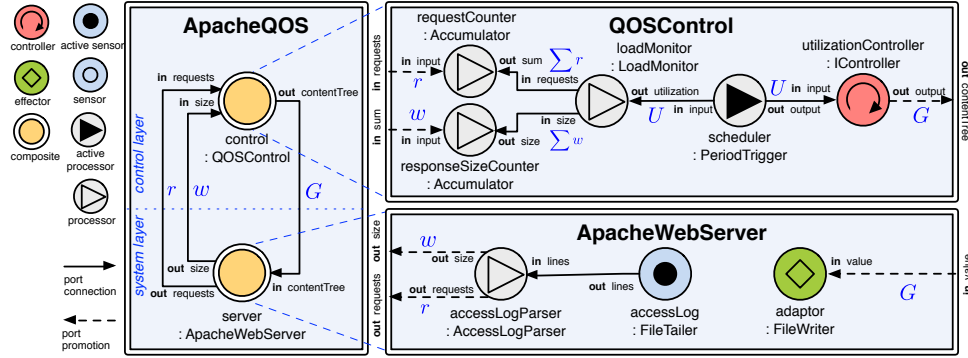 controller
active sensor
effector
sensor
composite
active
processor
processor
port
connection
port
promotion
ApacheQOS
in requests
in size
out contentTree
control
: QOSControl
control layer
r
w
G
system layer
out size
out requests
in contentTree
server
: ApacheWebServer
QOSControl
in requests
requestCounter
: Accumulator
in input
r
out sum
∑ r
in requests
loadMonitor
: LoadMonitor
utilizationController
: IController
out utilization
U
in input
U
in input
out output
out output
G
out contentTree
scheduler
: PeriodTrigger
in sum
w
in input
in size
out size
∑ w
responseSizeCounter
: Accumulator
ApacheWebServer
out size
w
out size
in lines
out lines
in value
G
out requests
out requests
r
accessLogParser
: AccessLogParser
accessLog
: FileTailer
adaptor
: FileWriter